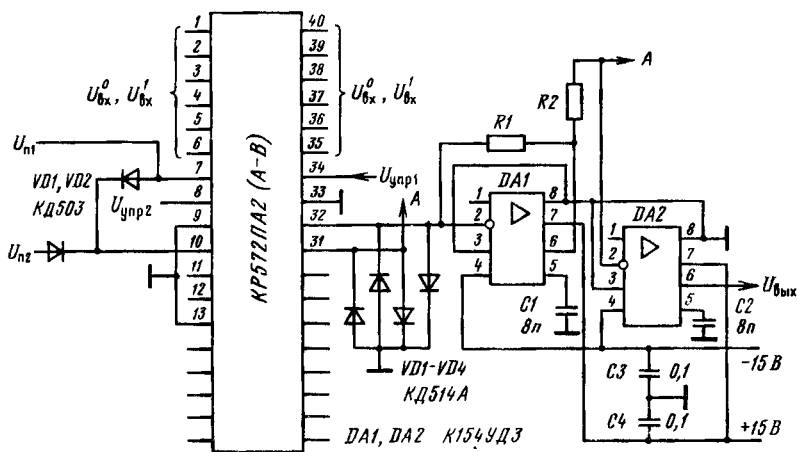 1
2
3
4
5
6
7
8
9
10
11
12
13
U⁰вх, U¹вх
Uп1
VD1, VD2
КД503
Uупр2
Uп2
КР572ПА2 (А-В)
40
39
38
37
36
35
34
33
32
31
U⁰вх, U¹вх
Uупр1
А
VD1-VD4
КД514А
R1
R2
А
DA1
1
2
3
4
8
7
6
5
C1
8п
DA2
1
2
3
4
8
7
6
5
Uвых
C2
8п
C3
0,1
C4
0,1
-15 В
+15 В
DA1, DA2 К154УД3